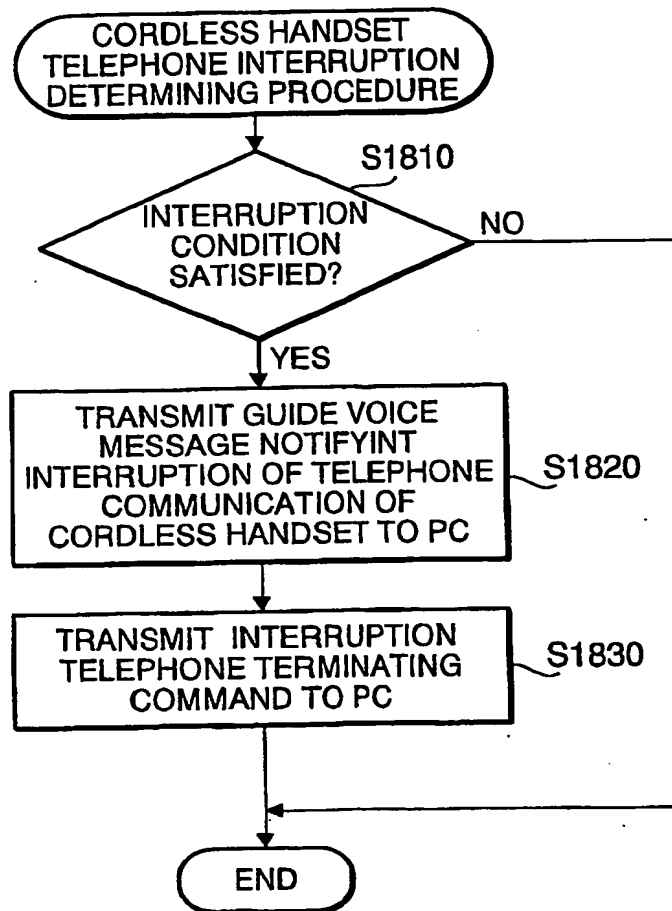 CORDLESS HANDSET
TELEPHONE INTERRUPTION
DETERMINING PROCEDURE
S1810
INTERRUPTION
CONDITION
SATISFIED?
NO
YES
TRANSMIT GUIDE VOICE
MESSAGE NOTIFYINT
INTERRUPTION OF TELEPHONE
COMMUNICATION OF
CORDLESS HANDSET TO PC
S1820
TRANSMIT INTERRUPTION
TELEPHONE TERMINATING
COMMAND TO PC
S1830
END